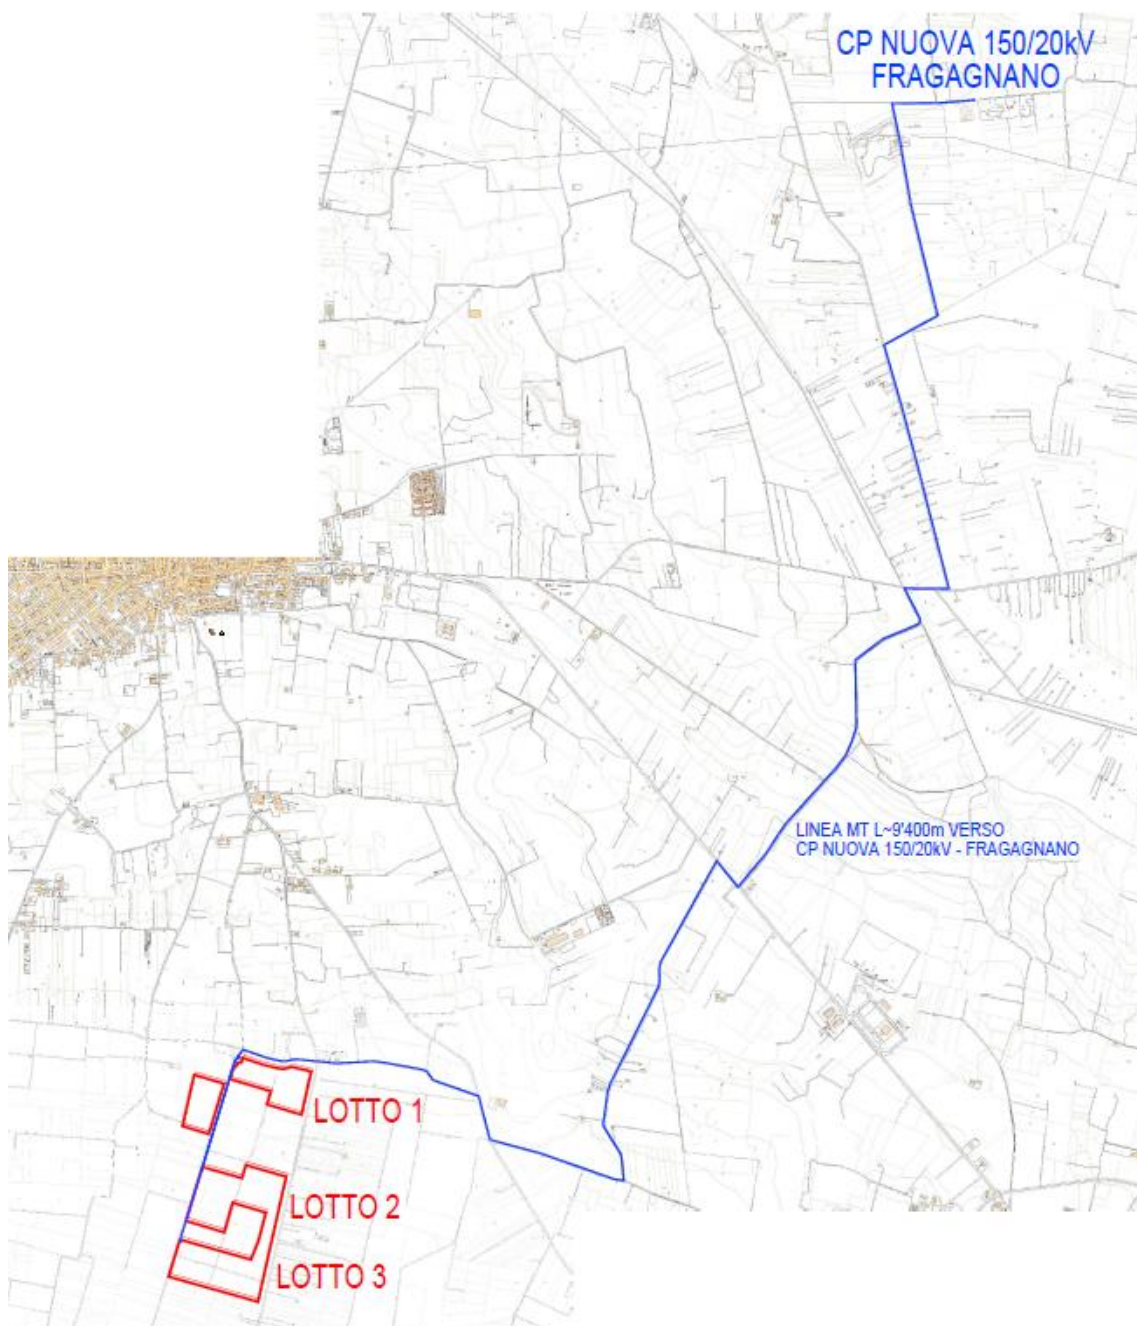 CP NUOVA 150/20kV
FRAGAGNANO
LINEA MT L~9'400m VERSO
CP NUOVA 150/20kV - FRAGAGNANO
LOTTO 1
LOTTO 2
LOTTO 3